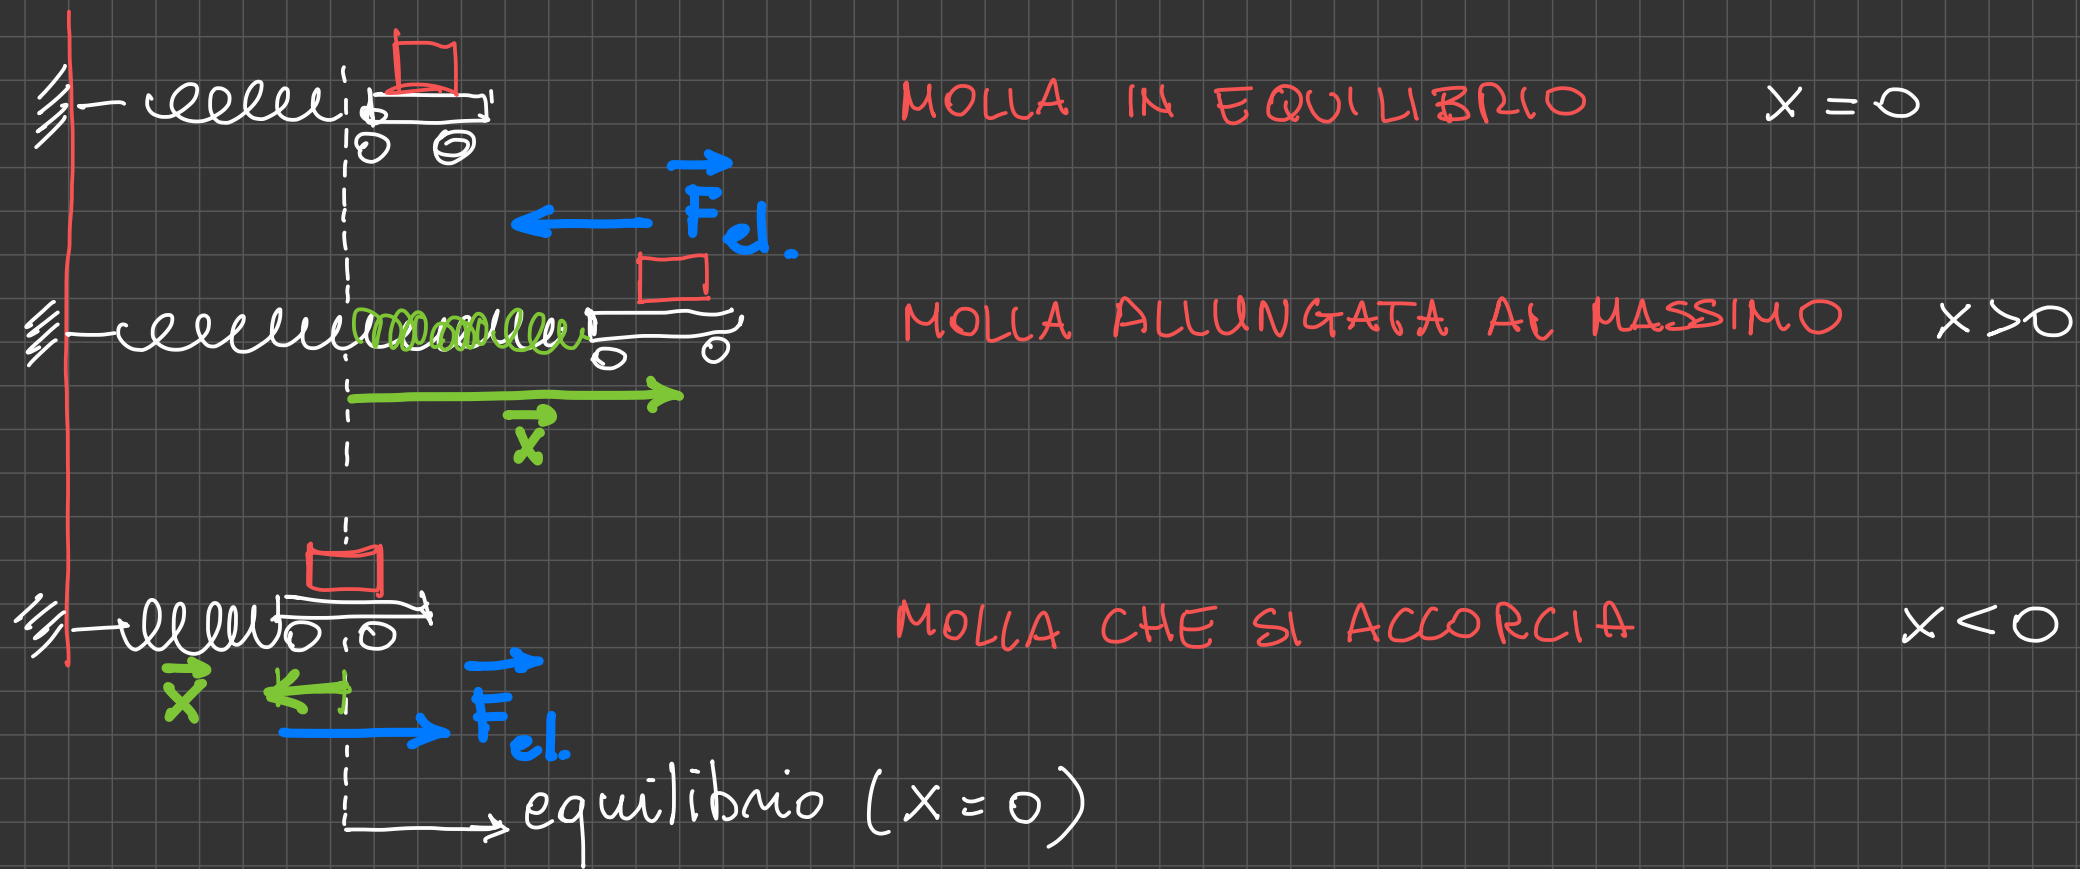 MOLLA IN EQUILIBRIO x = 0
F el.
MOLLA ALLUNGATA AL MASSIMO x > 0
x
MOLLA CHE SI ACCORCIA x < 0
x
F el.
equilibrio (x = 0)